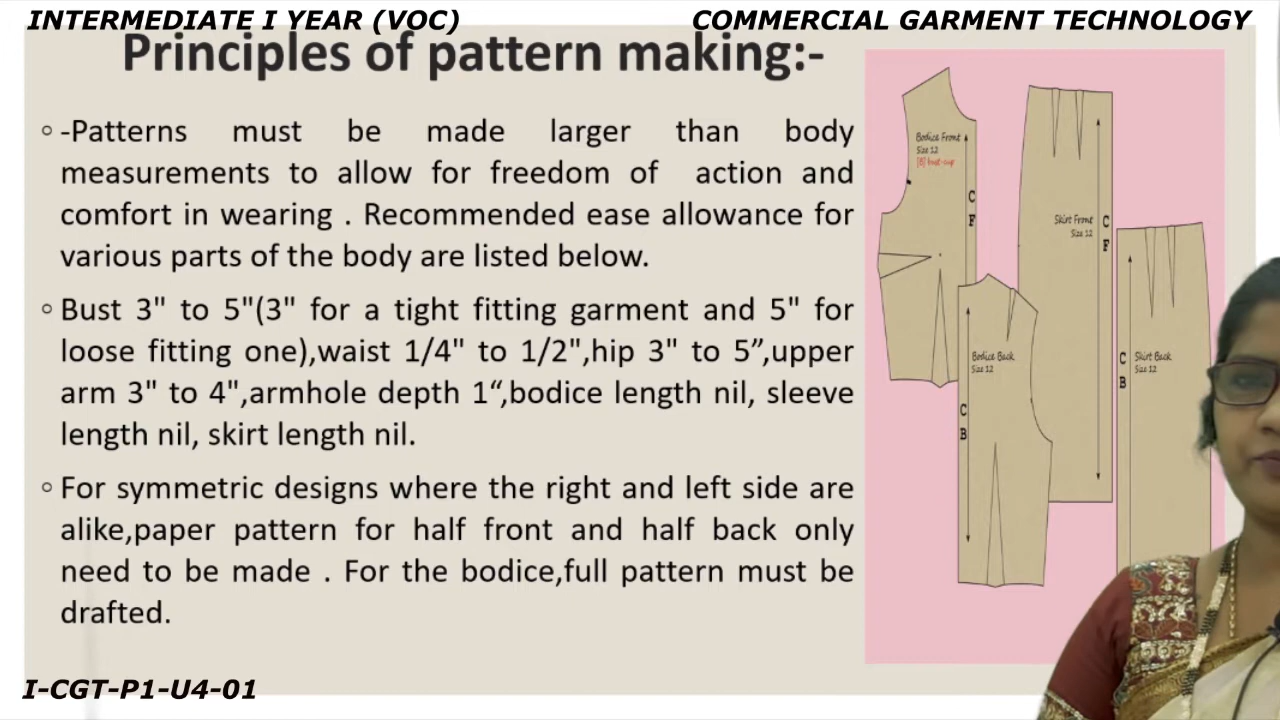 INTERMEDIATE I YEAR (VOC)
COMMERCIAL GARMENT TECHNOLOGY
Principles of pattern making:-
-Patterns must be made larger than body
measurements to allow for freedom of action and
comfort in wearing . Recommended ease allowance for
various parts of the body are listed below.
Bust 3" to 5"(3" for a tight fitting garment and 5" for
loose fitting one),waist 1/4" to 1/2",hip 3" to 5”,upper
arm 3" to 4",armhole depth 1“,bodice length nil, sleeve
length nil, skirt length nil.
For symmetric designs where the right and left side are
alike,paper pattern for half front and half back only
need to be made . For the bodice,full pattern must be
drafted.
Bodice Front
Size 12
[B] bust-cup
C
F
Skirt Front
Size 12
C
F
Bodice Back
Size 12
C
B
Skirt Back
Size 12
C
B
I-CGT-P1-U4-01